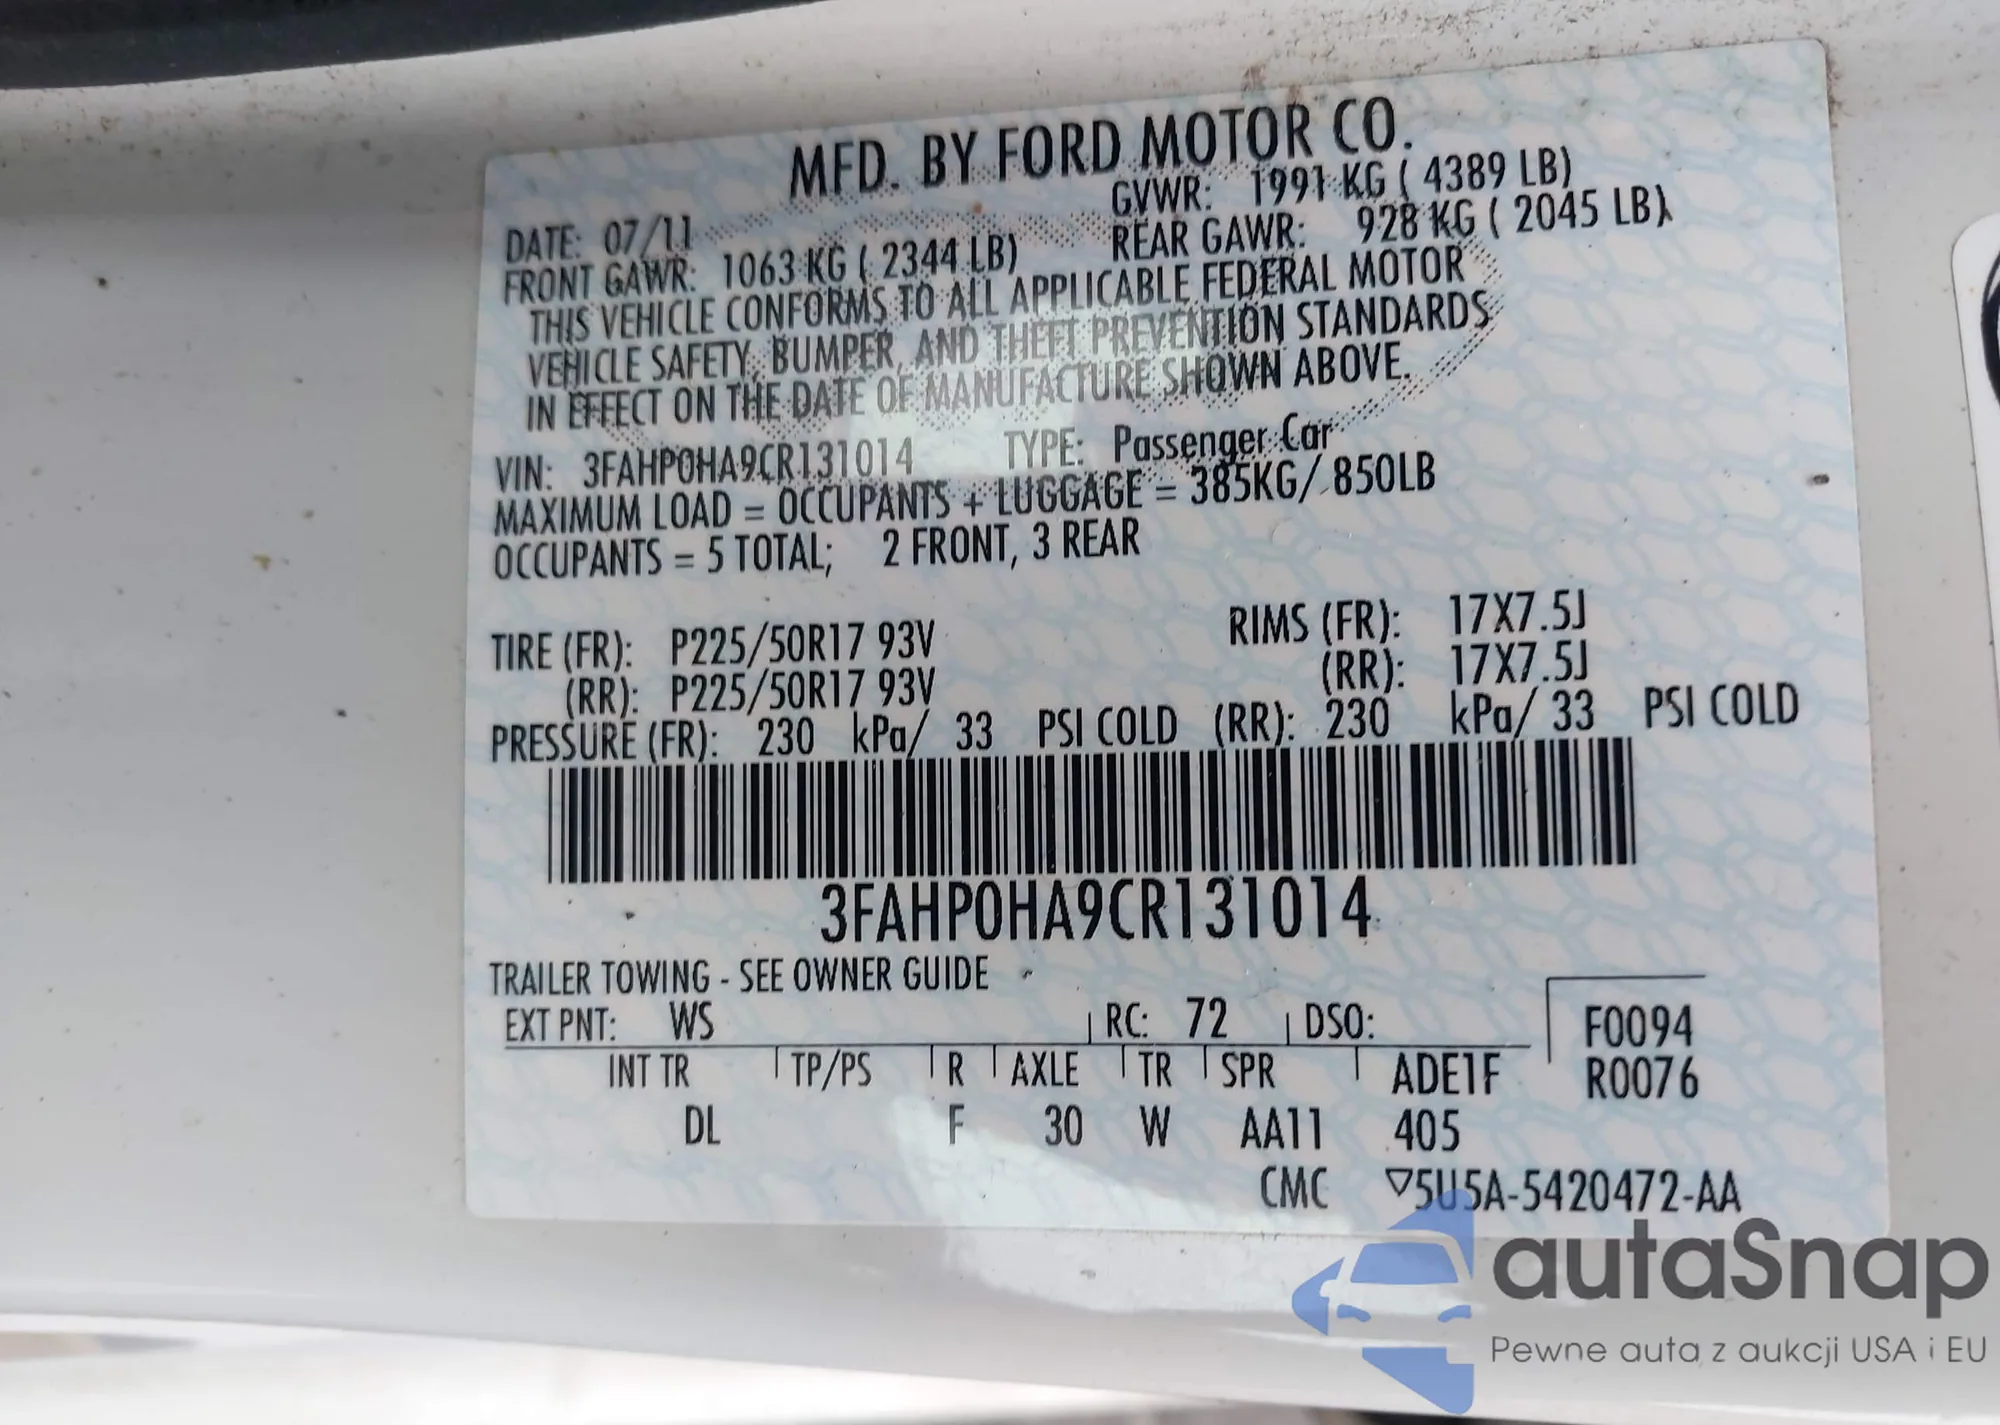 MFD. BY FORD MOTOR CO.
DATE: 07/11 GVWR: 1991 KG ( 4389 LB)
FRONT GAWR: 1063 KG ( 2344 LB) REAR GAWR: 928 KG ( 2045 LB)
THIS VEHICLE CONFORMS TO ALL APPLICABLE FEDERAL MOTOR
VEHICLE SAFETY, BUMPER, AND THEFT PREVENTION STANDARDS
IN EFFECT ON THE DATE OF MANUFACTURE SHOWN ABOVE.
VIN: 3FAHP0HA9CR131014 TYPE: Passenger Car
MAXIMUM LOAD = OCCUPANTS + LUGGAGE = 385KG/ 850LB
OCCUPANTS = 5 TOTAL; 2 FRONT, 3 REAR
TIRE (FR): P225/50R17 93V RIMS (FR): 17X7.5J
(RR): P225/50R17 93V (RR): 17X7.5J
PRESSURE (FR): 230 kPa/ 33 PSI COLD (RR): 230 kPa/ 33 PSI COLD
3FAHP0HA9CR131014
TRAILER TOWING - SEE OWNER GUIDE
EXT PNT: WS RC: 72 DSO: F0094
INT TR TP/PS R AXLE TR SPR ADE1F R0076
DL F 30 W AA11 405
CMC ▽5U5A-5420472-AA
autaSnap
Pewne auta z aukcji USA i EU